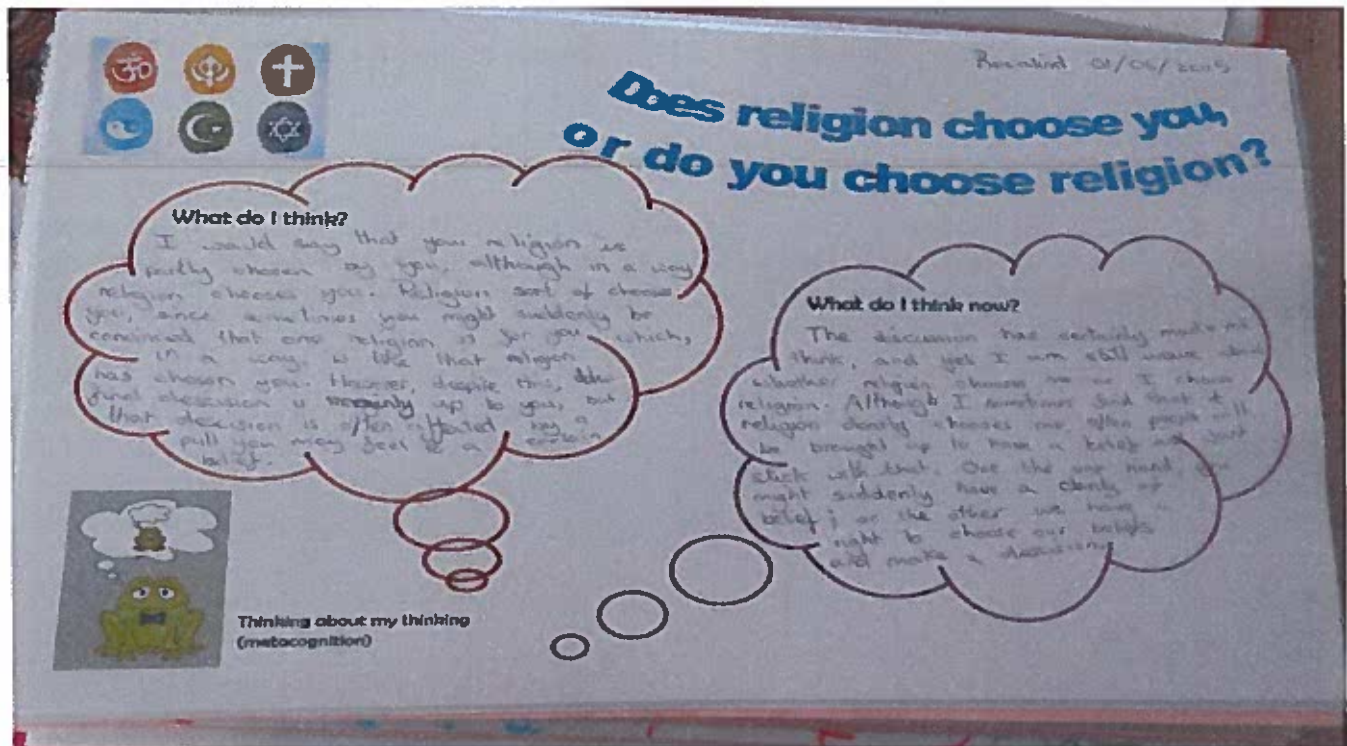 Rosalind 01/06/2005
Does religion choose you,
or do you choose religion?
What do I think?
I would say that your religion is
partly chosen by you, although in a way
religion chooses you. Religion sort of chooses
you, since sometimes you might suddenly be
convinced that one religion is for you which,
in a way, is like that religion
has chosen you. However, despite this, the
final descision is up to you, but
that decision is often affected by a
pull you may feel to a certain
belief.
What do I think now?
The discussion has certainly made me
think, and yet I am still
whether religion chooses me or I choose
religion. Although I sometimes find that
religion chooses me often people will
be brought up to have a belief and just
stick with that. One the one hand, you
might suddenly have a clarity of
belief; on the other we have a
right to choose our beliefs
and make a descission.
Thinking about my thinking
(metacognition)